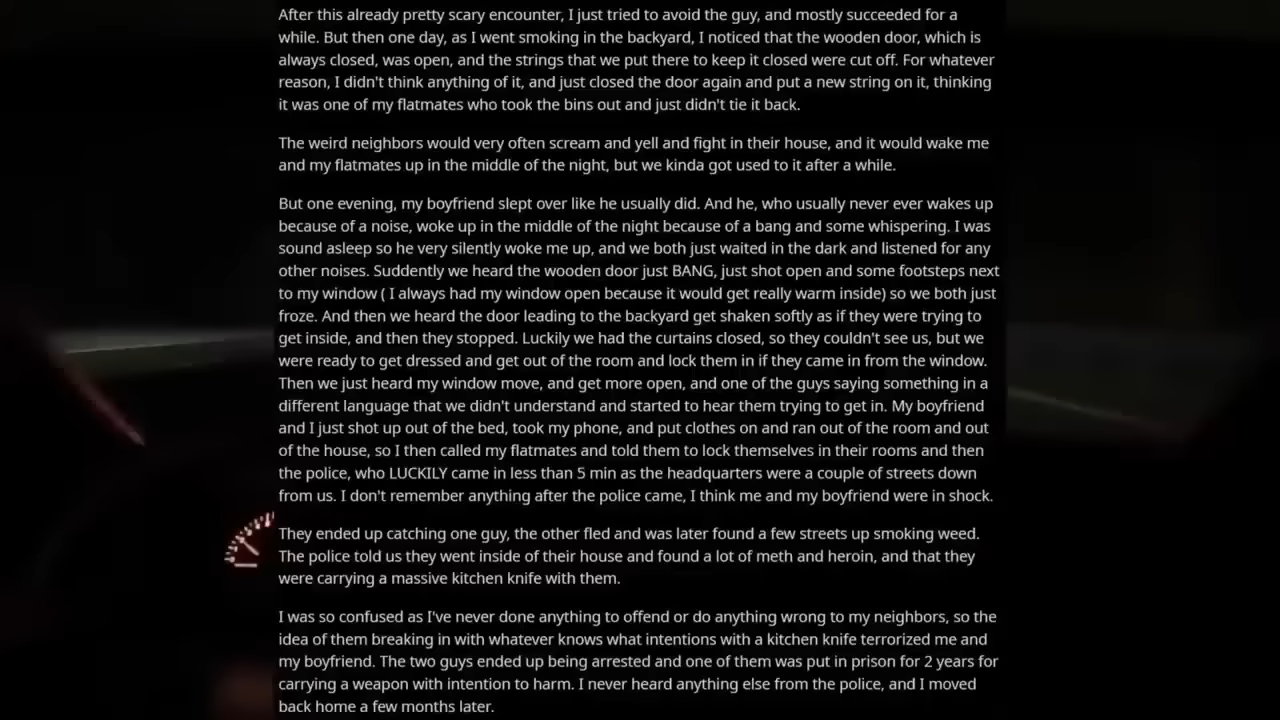 After this already pretty scary encounter, I just tried to avoid the guy, and mostly succeeded for a
while. But then one day, as I went smoking in the backyard, I noticed that the wooden door, which is
always closed, was open, and the strings that we put there to keep it closed were cut off. For whatever
reason, I didn't think anything of it, and just closed the door again and put a new string on it, thinking
it was one of my flatmates who took the bins out and just didn't tie it back.
The weird neighbors would very often scream and yell and fight in their house, and it would wake me
and my flatmates up in the middle of the night, but we kinda got used to it after a while.
But one evening, my boyfriend slept over like he usually did. And he, who usually never ever wakes up
because of a noise, woke up in the middle of the night because of a bang and some whispering. I was
sound asleep so he very silently woke me up, and we both just waited in the dark and listened for any
other noises. Suddenly we heard the wooden door just BANG, just shot open and some footsteps next
to my window ( I always had my window open because it would get really warm inside) so we both just
froze. And then we heard the door leading to the backyard get shaken softly as if they were trying to
get inside, and then they stopped. Luckily we had the curtains closed, so they couldn't see us, but we
were ready to get dressed and get out of the room and lock them in if they came in from the window.
Then we just heard my window move, and get more open, and one of the guys saying something in a
different language that we didn't understand and started to hear them trying to get in. My boyfriend
and I just shot up out of the bed, took my phone, and put clothes on and ran out of the room and out
of the house, so I then called my flatmates and told them to lock themselves in their rooms and then
the police, who LUCKILY came in less than 5 min as the headquarters were a couple of streets down
from us. I don't remember anything after the police came, I think me and my boyfriend were in shock.
They ended up catching one guy, the other fled and was later found a few streets up smoking weed.
The police told us they went inside of their house and found a lot of meth and heroin, and that they
were carrying a massive kitchen knife with them.
I was so confused as I've never done anything to offend or do anything wrong to my neighbors, so the
idea of them breaking in with whatever knows what intentions with a kitchen knife terrorized me and
my boyfriend. The two guys ended up being arrested and one of them was put in prison for 2 years for
carrying a weapon with intention to harm. I never heard anything else from the police, and I moved
back home a few months later.